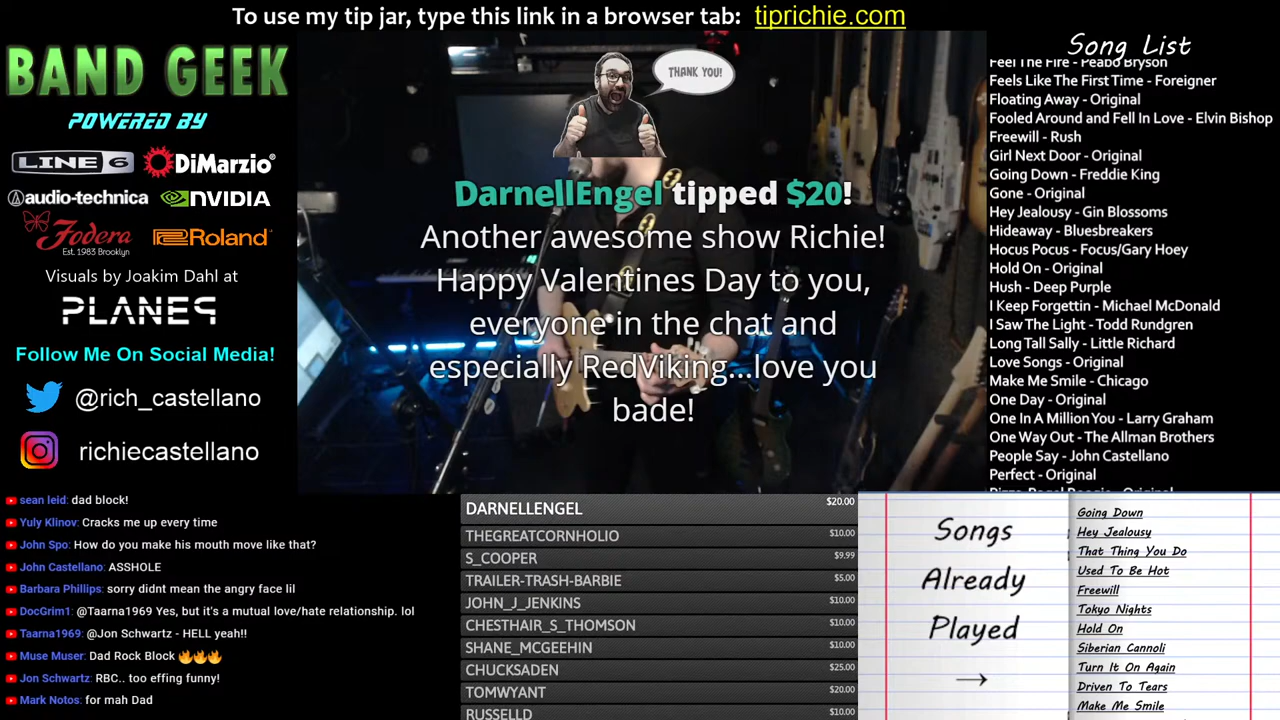 To use my tip jar, type this link in a browser tab: tiprichie.com
BAND GEEK
POWERED BY
LINE 6
DiMarzio®
audio-technica
NVIDIA
Fodera
Est. 1983 Brooklyn
Roland
Visuals by Joakim Dahl at
PLANE9
Follow Me On Social Media!
@rich_castellano
richiecastellano
THANK YOU!
DarnellEngel tipped $20!
Another awesome show Richie!
Happy Valentines Day to you,
everyone in the chat and
especially RedViking...love you
bade!
Song List
Feel The Fire - Peabo Bryson
Feels Like The First Time - Foreigner
Floating Away - Original
Fooled Around and Fell In Love - Elvin Bishop
Freewill - Rush
Girl Next Door - Original
Going Down - Freddie King
Gone - Original
Hey Jealousy - Gin Blossoms
Hideaway - Bluesbreakers
Hocus Pocus - Focus/Gary Hoey
Hold On - Original
Hush - Deep Purple
I Keep Forgettin - Michael McDonald
I Saw The Light - Todd Rundgren
Long Tall Sally - Little Richard
Love Songs - Original
Make Me Smile - Chicago
One Day - Original
One In A Million You - Larry Graham
One Way Out - The Allman Brothers
People Say - John Castellano
Perfect - Original
sean leid: dad block!
Yuly Klinov: Cracks me up every time
John Spo: How do you make his mouth move like that?
John Castellano: ASSHOLE
Barbara Phillips: sorry didnt mean the angry face lil
DocGrim1: @Taarna1969 Yes, but it's a mutual love/hate relationship. lol
Taarna1969: @Jon Schwartz - HELL yeah!!
Muse Muser: Dad Rock Block 🔥🔥🔥
Jon Schwartz: RBC.. too effing funny!
Mark Notos: for mah Dad
DARNELLENGEL $20.00
THEGREATCORNHOLIO $10.00
S_COOPER $9.99
TRAILER-TRASH-BARBIE $5.00
JOHN_J_JENKINS $10.00
CHESTHAIR_S_THOMSON $10.00
SHANE_MCGEEHIN $10.00
CHUCKSADEN $25.00
TOMWYANT $20.00
RUSSELLD $10.00
Songs
Already
Played
→
Going Down
Hey Jealousy
That Thing You Do
Used To Be Hot
Freewill
Tokyo Nights
Hold On
Siberian Cannoli
Turn It On Again
Driven To Tears
Make Me Smile